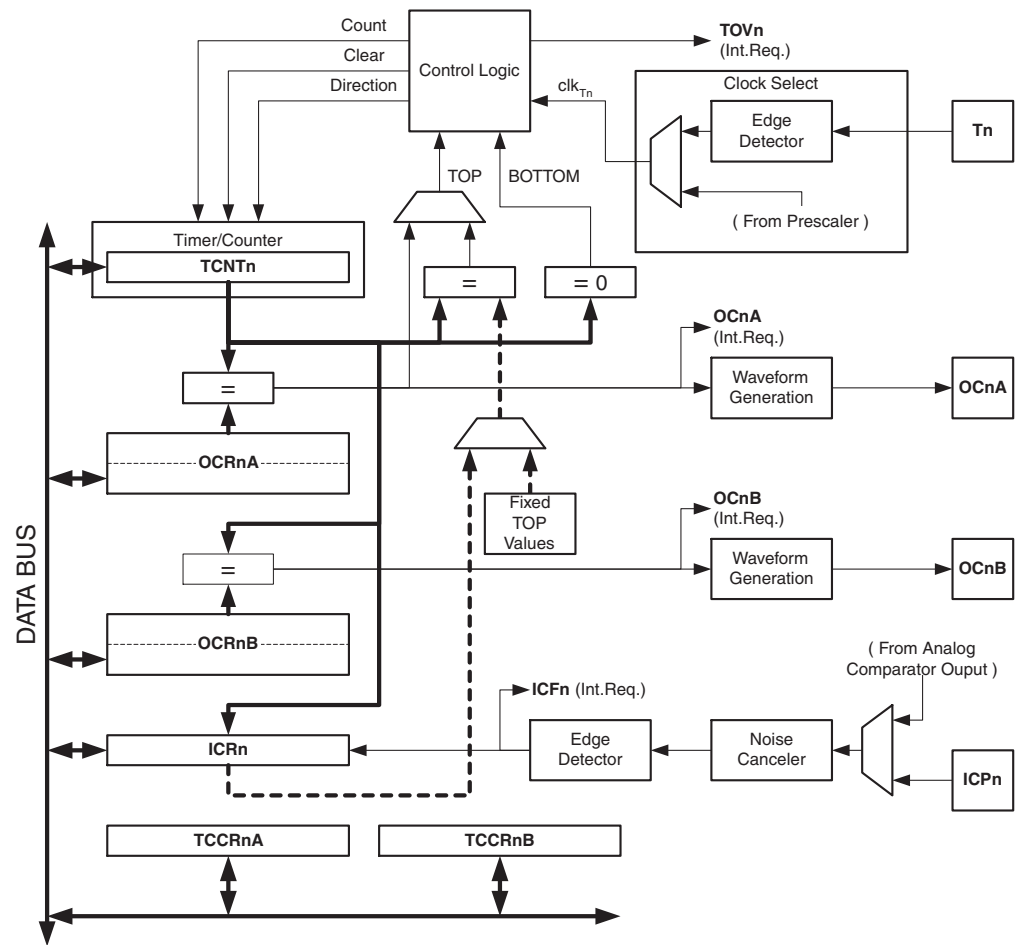 Count
Clear
Direction
Control Logic
TOVn
(Int.Req.)
clkTn
Clock Select
Edge
Detector
Tn
( From Prescaler )
TOP
BOTTOM
Timer/Counter
TCNTn
=
= 0
OCnA
(Int.Req.)
=
Waveform
Generation
OCnA
OCRnA
Fixed
TOP
Values
OCnB
(Int.Req.)
=
Waveform
Generation
OCnB
OCRnB
DATA BUS
( From Analog
Comparator Ouput )
ICFn (Int.Req.)
ICRn
Edge
Detector
Noise
Canceler
ICPn
TCCRnA
TCCRnB